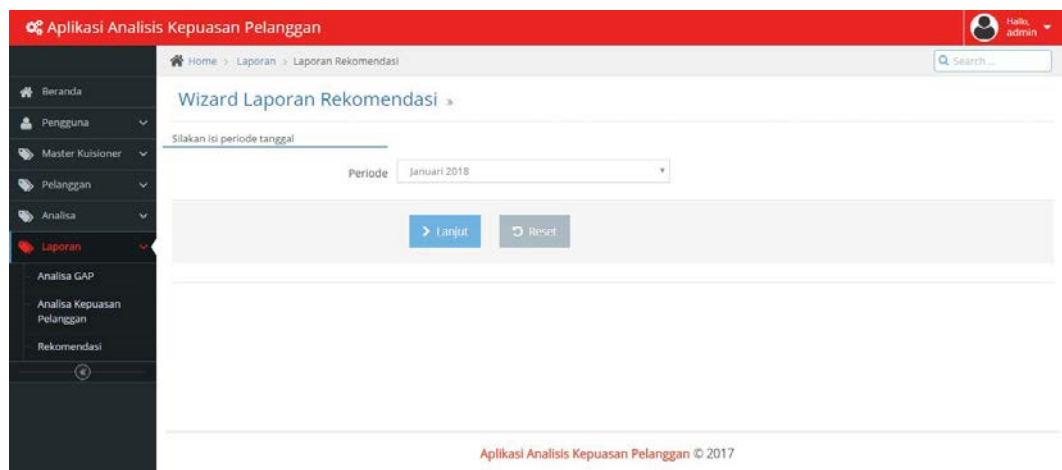 Aplikasi Analisis Kepuasan Pelanggan
Hallo,
admin
Home > Laporan > Laporan Rekomendasi
Search ...
Beranda
Pengguna
Master Kuisioner
Pelanggan
Analisa
Laporan
Analisa GAP
Analisa Kepuasan
Pelanggan
Rekomendasi
Wizard Laporan Rekomendasi »
Silakan isi periode tanggal
Periode
Januari 2018
Lanjut
Reset
Aplikasi Analisis Kepuasan Pelanggan © 2017